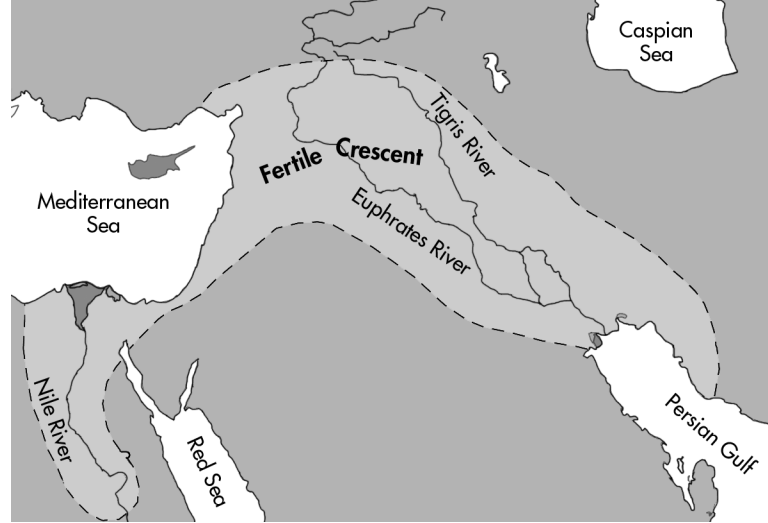 Caspian
Sea
Tigris River
Fertile Crescent
Mediterranean
Sea
Euphrates River
Nile River
Red Sea
Persian Gulf